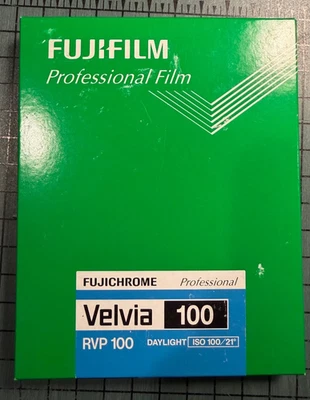 FUJIFILM
Professional Film
FUJICHROME Professional
Velvia 100
RVP 100 DAYLIGHT ISO 100/21°